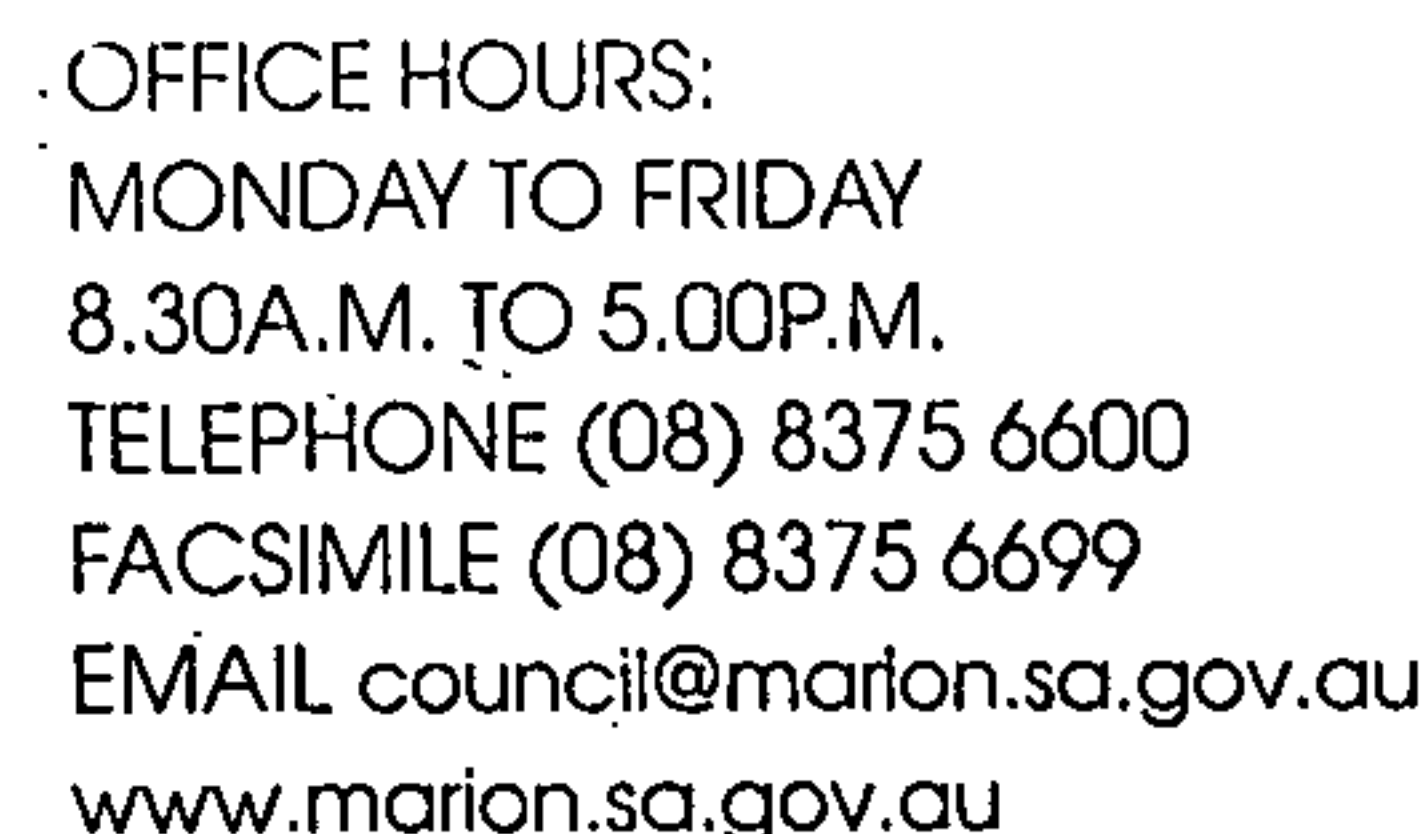 OFFICE HOURS:
MONDAY TO FRIDAY
8.30A.M. TO 5.00P.M.
TELEPHONE (08) 8375 6600
FACSIMILE (08) 8375 6699
EMAIL council@marion.sa.gov.au
www.marion.sa.gov.au